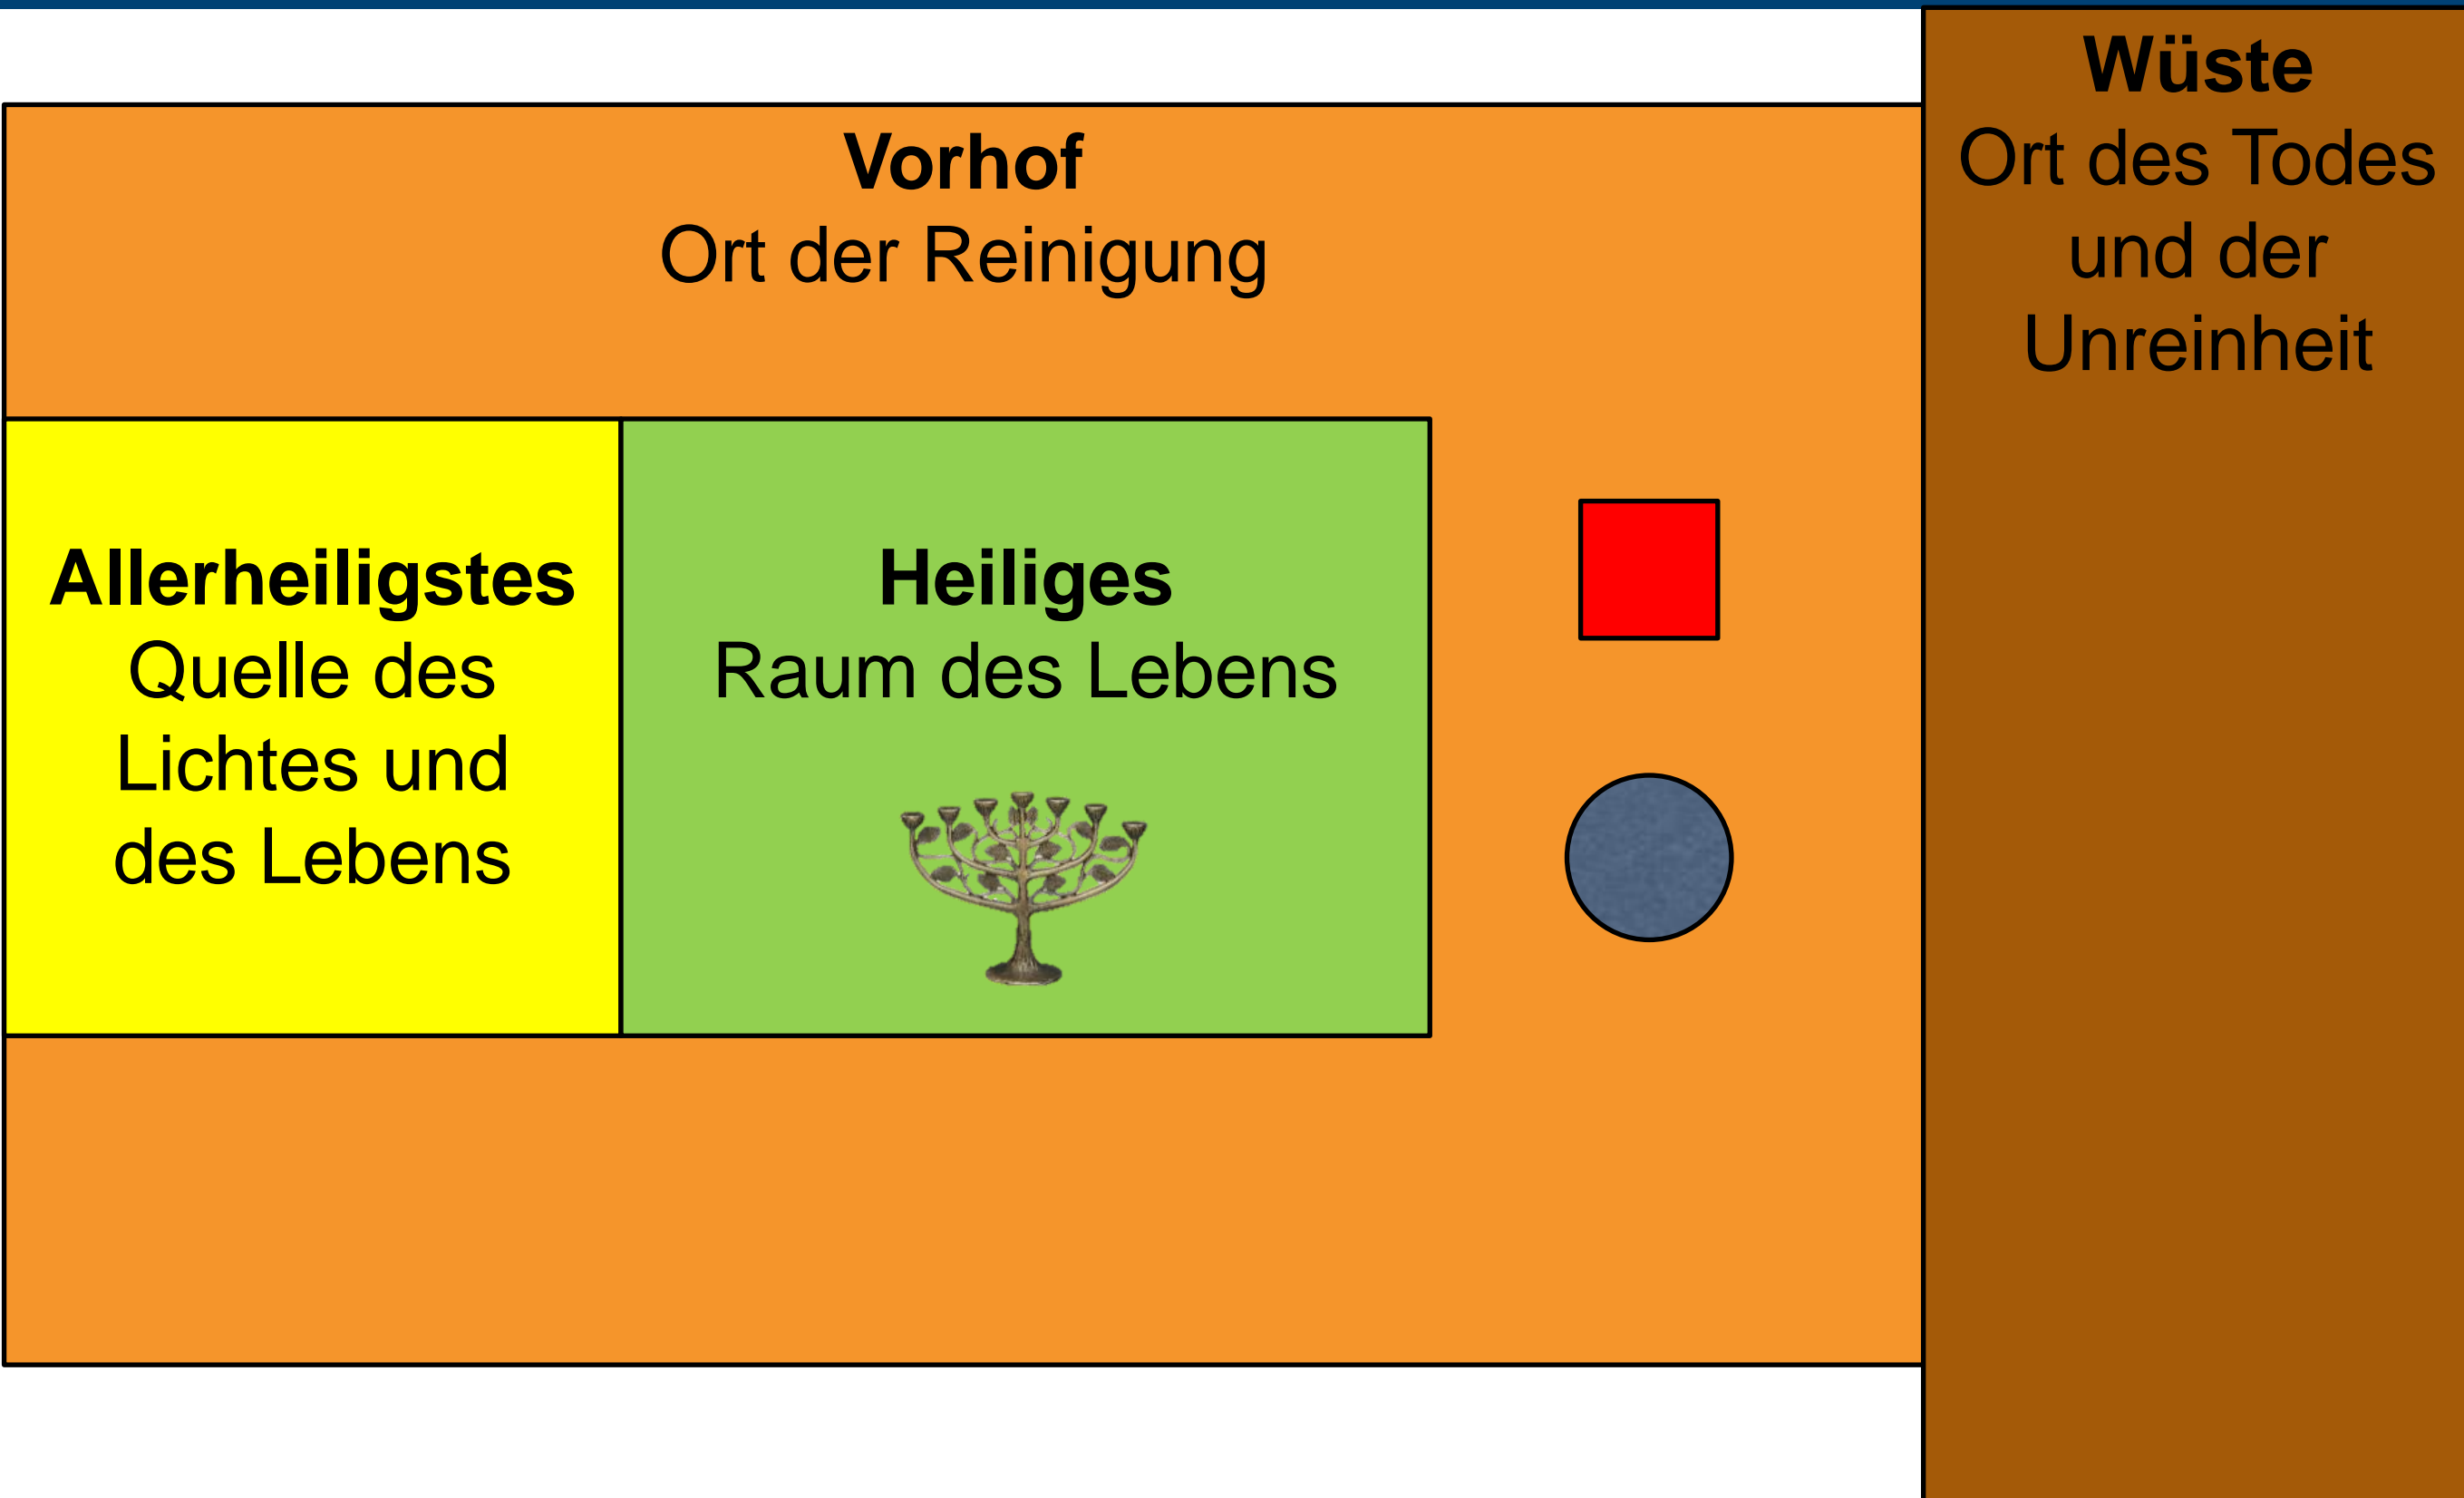 Wüste
Ort des Todes
und der
Unreinheit
Vorhof
Ort der Reinigung
Allerheiligstes
Quelle des
Lichtes und
des Lebens
Heiliges
Raum des Lebens